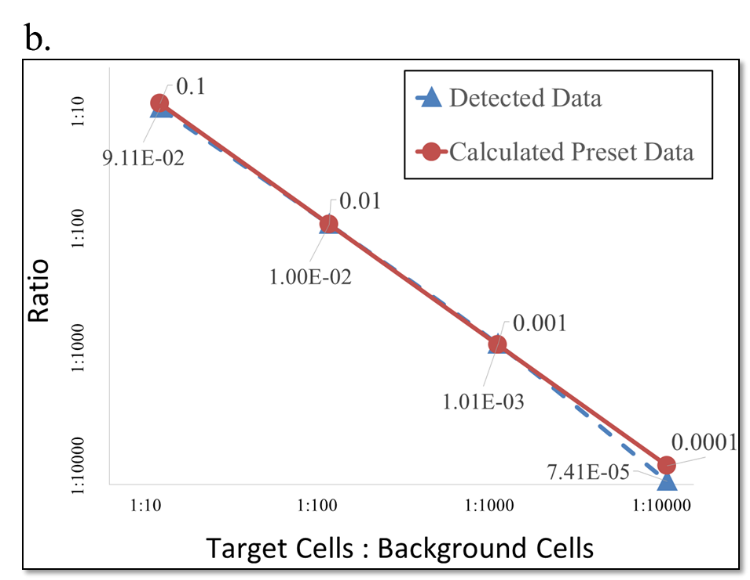 b.
Detected Data
Calculated Preset Data
0.1
9.11E-02
0.01
1.00E-02
0.001
1.01E-03
0.0001
7.41E-05
Ratio
1:10
1:100
1:1000
1:10000
1:10
1:100
1:1000
1:10000
Target Cells : Background Cells